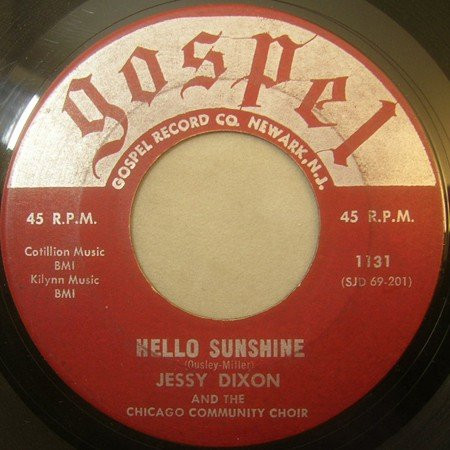 gospel
GOSPEL RECORD CO. NEWARK, N.J.
45 R.P.M.
45 R.P.M.
Cotillion Music
BMI
Kilynn Music
BMI
1131
(SJD 69-201)
HELLO SUNSHINE
(Ousley-Miller)
JESSY DIXON
AND THE
CHICAGO COMMUNITY CHOIR